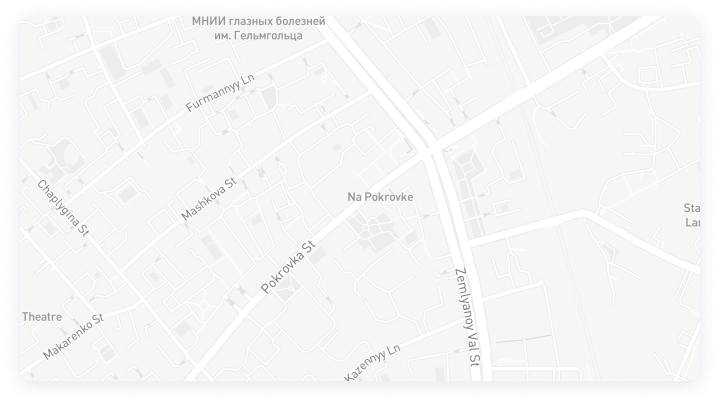 МНИИ глазных болезней
им. Гельмгольца
Furmannyy Ln
Chaplygina St
Mashkova St
Na Pokrovke
Sta
Lan
Pokrovka St
Zemlyanoy Val St
Theatre
Makarenko St
Kazennyy Ln